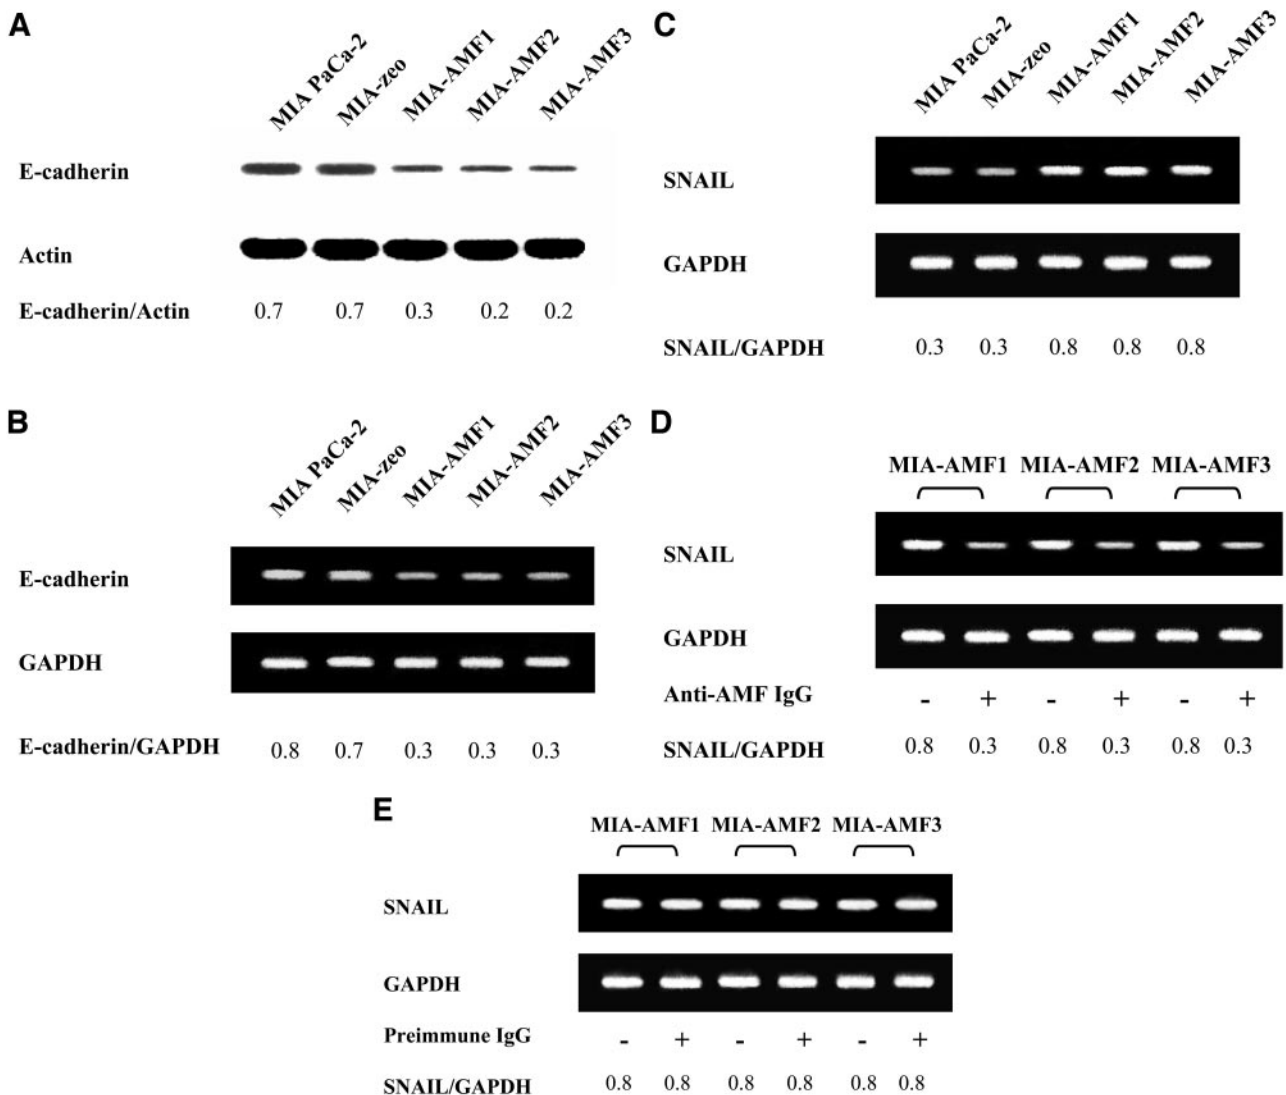 A
MIA PaCa-2 MIA-zeo MIA-AMF1 MIA-AMF2 MIA-AMF3
E-cadherin
Actin
E-cadherin/Actin 0.7 0.7 0.3 0.2 0.2
B
MIA PaCa-2 MIA-zeo MIA-AMF1 MIA-AMF2 MIA-AMF3
E-cadherin
GAPDH
E-cadherin/GAPDH 0.8 0.7 0.3 0.3 0.3
C
MIA PaCa-2 MIA-zeo MIA-AMF1 MIA-AMF2 MIA-AMF3
SNAIL
GAPDH
SNAIL/GAPDH 0.3 0.3 0.8 0.8 0.8
D
MIA-AMF1 MIA-AMF2 MIA-AMF3
SNAIL
GAPDH
Anti-AMF IgG - + - + - +
SNAIL/GAPDH 0.8 0.3 0.8 0.3 0.8 0.3
E
MIA-AMF1 MIA-AMF2 MIA-AMF3
SNAIL
GAPDH
Preimmune IgG - + - + - +
SNAIL/GAPDH 0.8 0.8 0.8 0.8 0.8 0.8